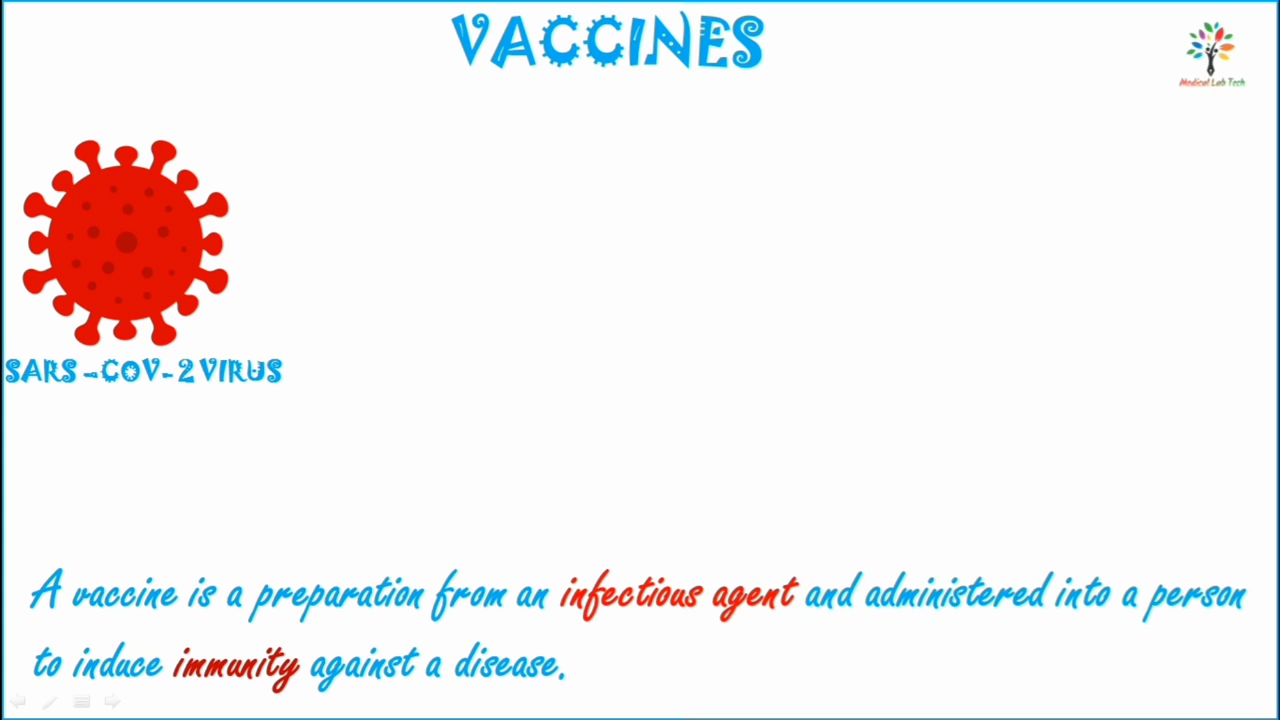 VACCINES
Medical Lab Tech
SARS-COV-2 VIRUS
A vaccine is a preparation from an infectious agent and administered into a person
to induce immunity against a disease.